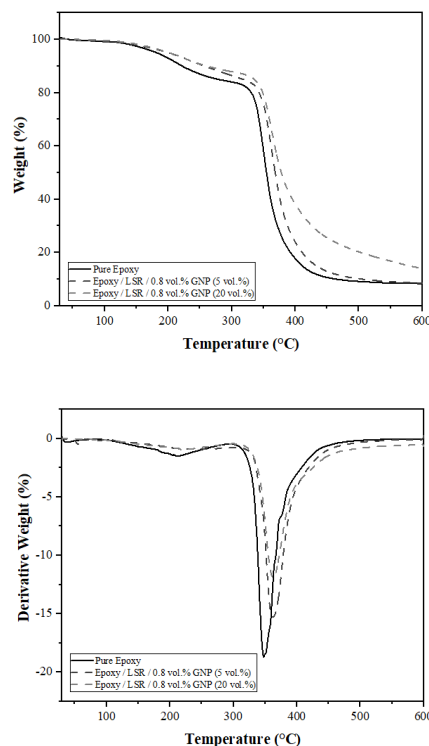 100
80
60
40
20
0
Weight (%)
Pure Epoxy
Epoxy / LSR / 0.8 vol.% GNP (5 vol.%)
Epoxy / LSR / 0.8 vol.% GNP (20 vol.%)
100 200 300 400 500 600
Temperature (°C)
0
-5
-10
-15
-20
Derivative Weight (%)
Pure Epoxy
Epoxy / LSR / 0.8 vol.% GNP (5 vol.%)
Epoxy / LSR / 0.8 vol.% GNP (20 vol.%)
100 200 300 400 500 600
Temperature (°C)